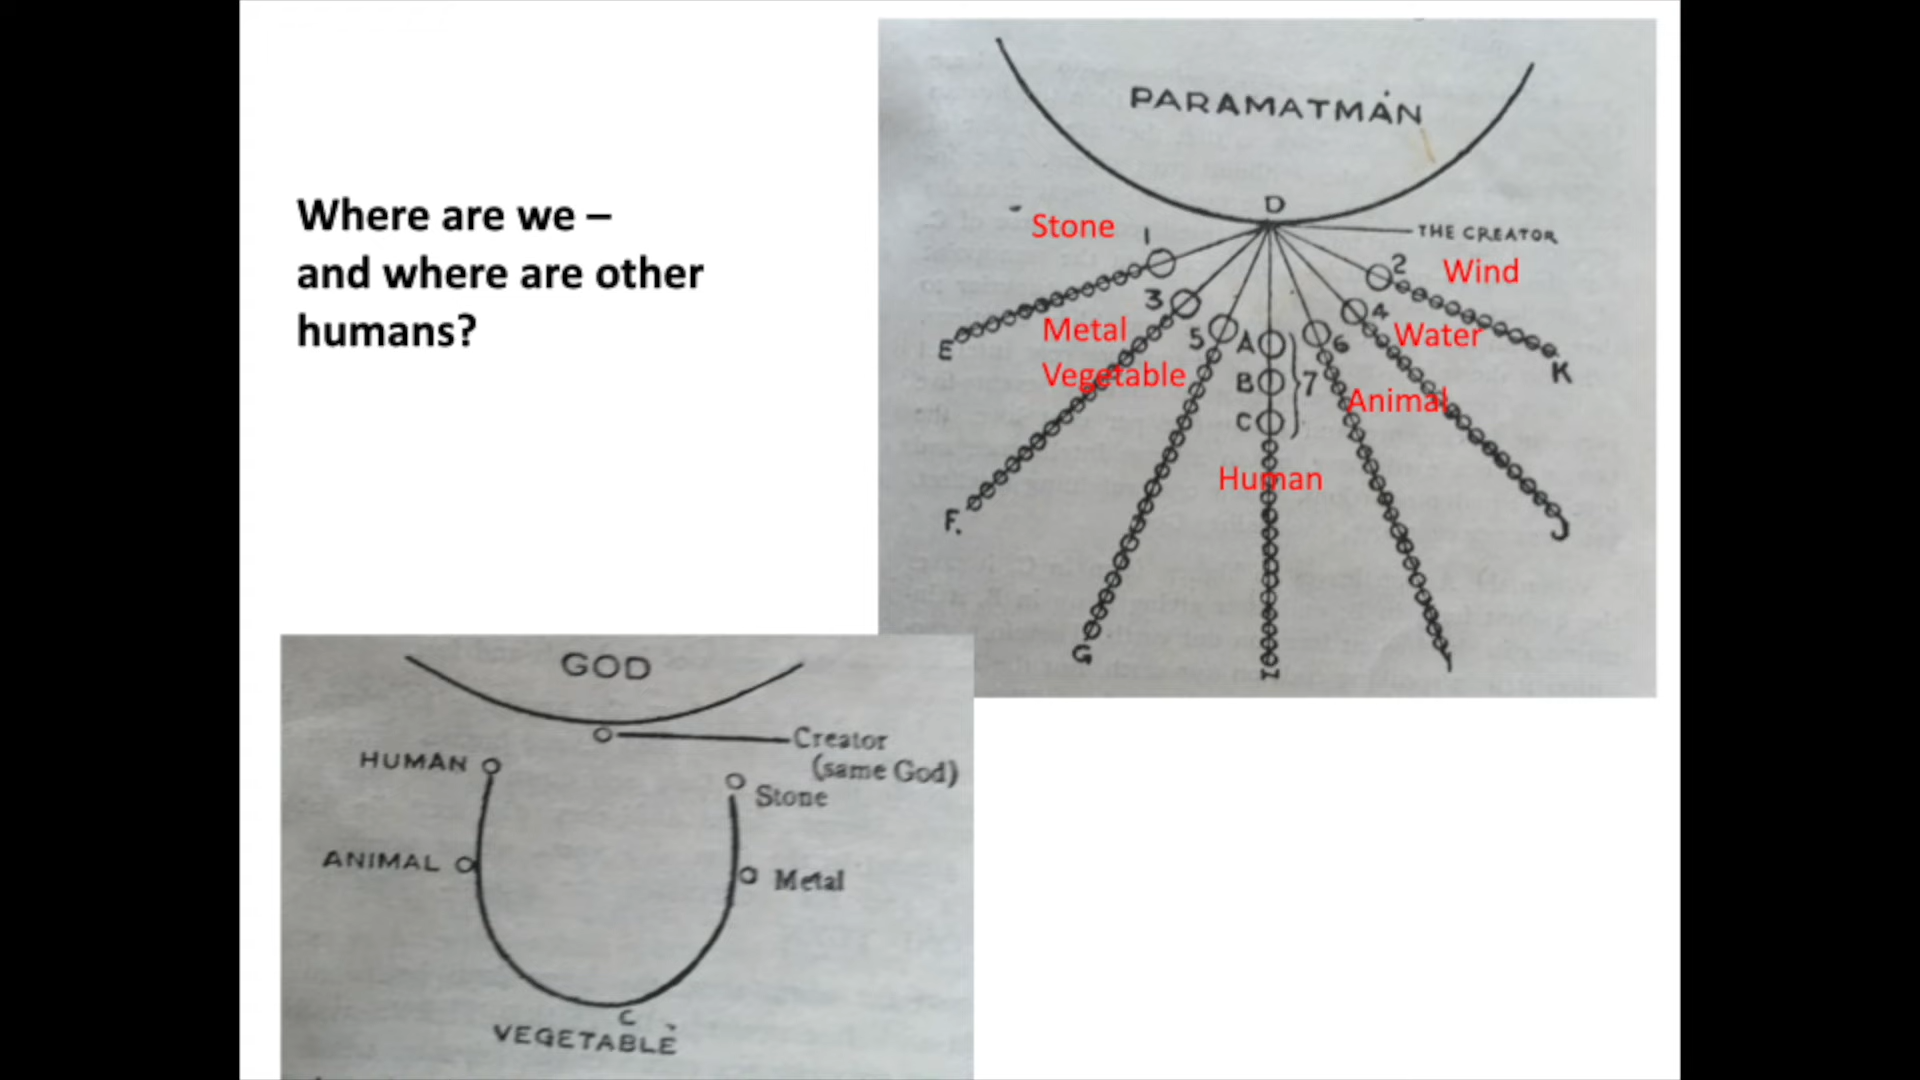 Where are we –
and where are other
humans?
PARAMATMAN
D
THE CREATOR
Stone
1
2
Wind
3
Metal
4
Water
5
A
6
Vegetable
B
7
Animal
C
Human
E
K
F.
J
G
H
I
GOD
Creator
(same God)
HUMAN
Stone
ANIMAL
Metal
C
VEGETABLE